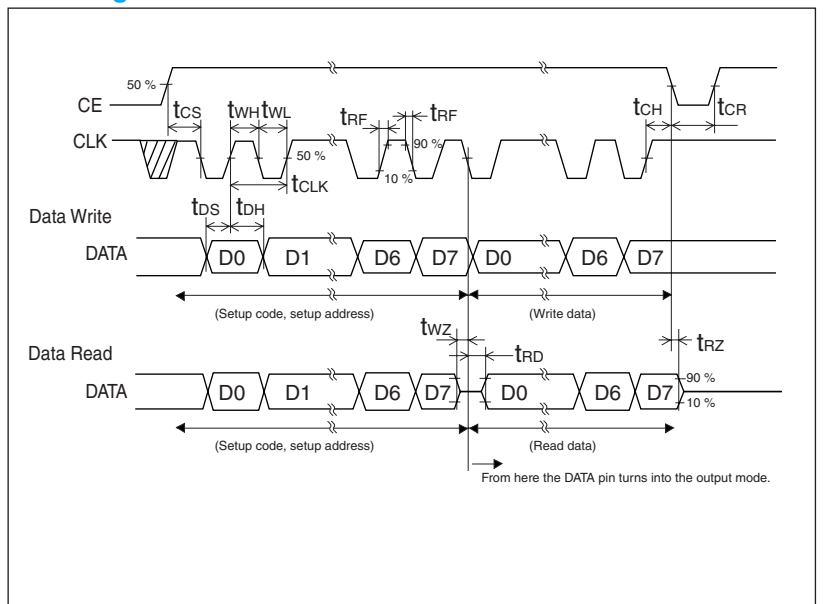 50 %
CE
tCS
tWH
tWL
tRF
tRF
tCH
tCR
CLK
50 %
90 %
10 %
tCLK
tDS
tDH
Data Write
DATA
D0
D1
D6
D7
D0
D6
D7
(Setup code, setup address)
(Write data)
tWZ
tRD
tRZ
Data Read
DATA
D0
D1
D6
D7
D0
D6
D7
90 %
10 %
(Setup code, setup address)
(Read data)
From here the DATA pin turns into the output mode.